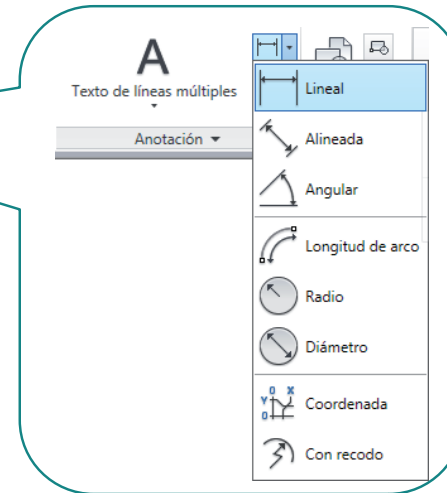 A
Texto de líneas múltiples
Anotación
Lineal
Alineada
Angular
Longitud de arco
Radio
Diámetro
O X
Y
O
Coordenada
Con recodo